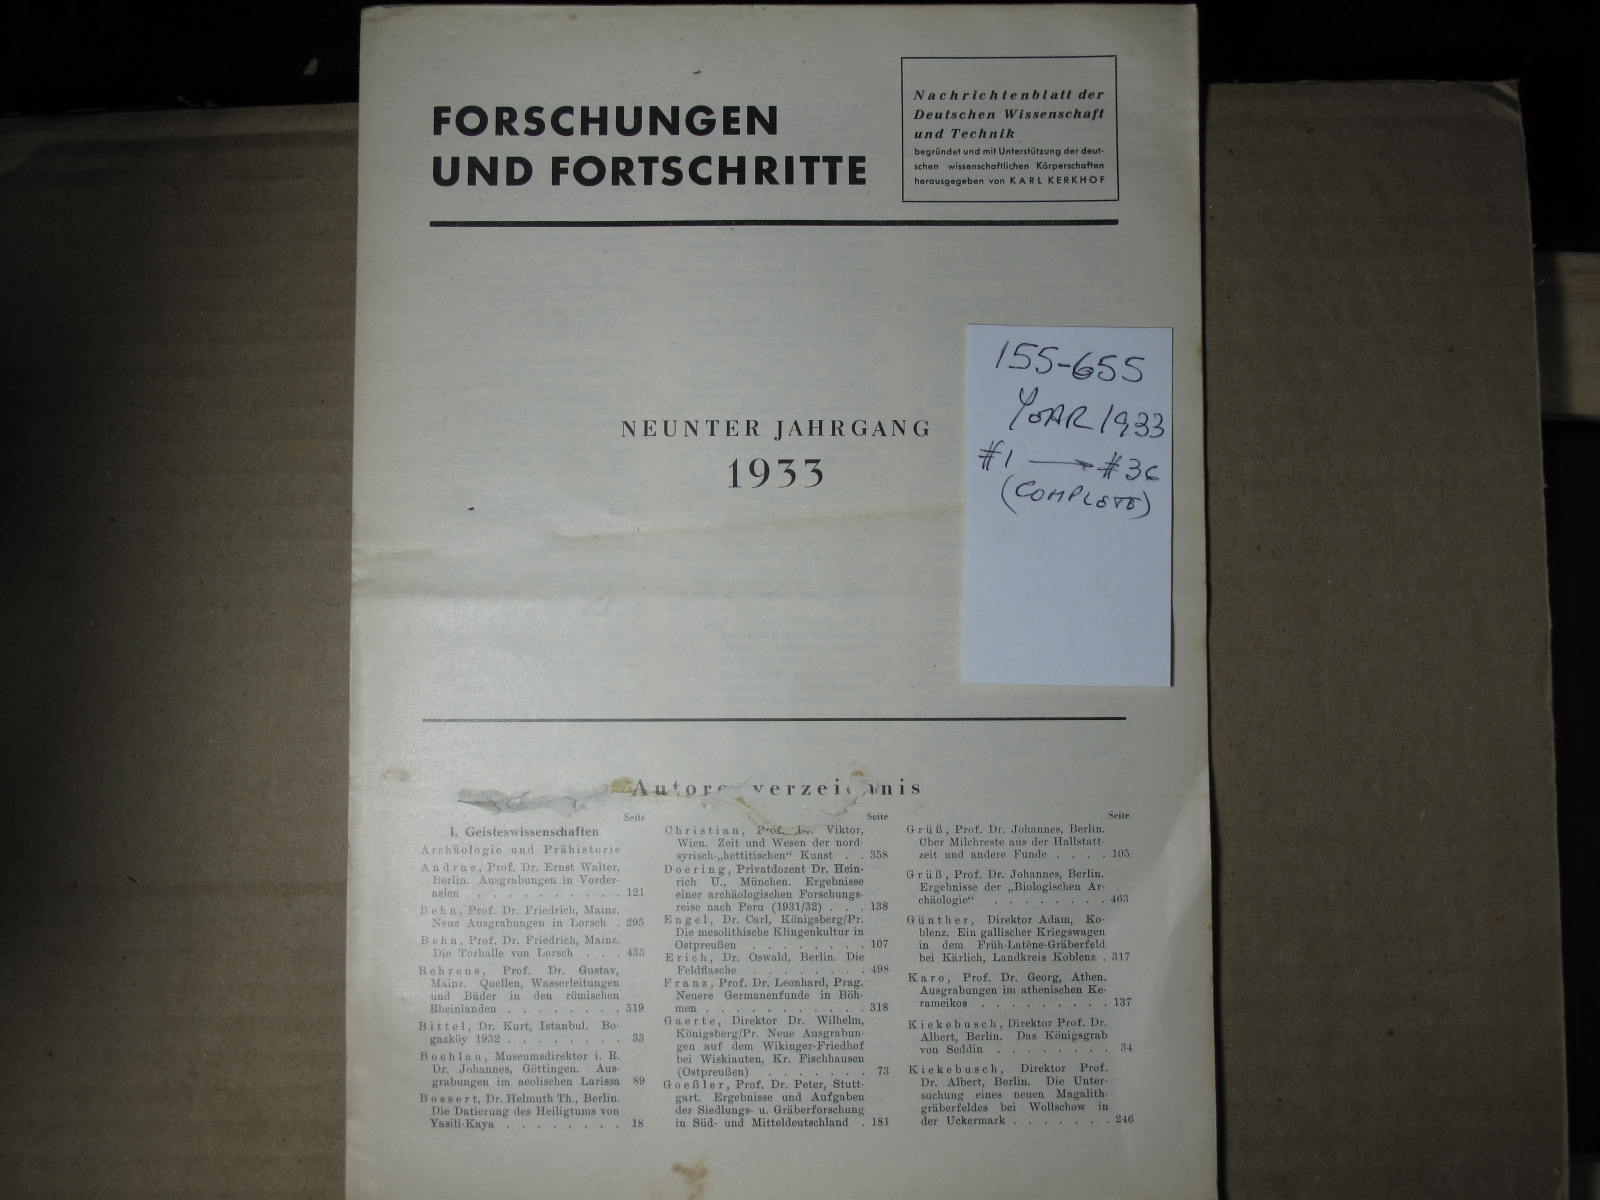 FORSCHUNGEN
UND FORTSCHRITTE
Nachrichtenblatt der
Deutschen Wissenschaft
und Technik
begründet und mit Unterstützung der deut-
schen wissenschaftlichen Körperschaften
herausgegeben von KARL KERKHOF
NEUNTER JAHRGANG
1933
155-655
YEAR 1933
#1 → #36
(COMPLETE)
Autorenverzeichnis
Seite
I. Geisteswissenschaften
Archäologie und Prähistorie
Andrae, Prof. Dr. Ernst Walter,
Berlin. Ausgrabungen in Vorder-
asien . . . . . . . . . . 121
Behn, Prof. Dr. Friedrich, Mainz.
Neue Ausgrabungen in Lorsch . 295
Behn, Prof. Dr. Friedrich, Mainz.
Die Torhalle von Lorsch . . . 433
Behrens, Prof. Dr. Gustav,
Mainz. Quellen, Wasserleitungen
und Bäder in den römischen
Rheinlanden . . . . . . . . 319
Bittel, Dr. Kurt, Istanbul. Bo-
gazköy 1932 . . . . . . . . 33
Boehlau, Museumsdirektor i. R.
Dr. Johannes, Göttingen. Aus-
grabungen im aeolischen Larissa 89
Bossert, Dr. Helmuth Th., Berlin.
Die Datierung des Heiligtums von
Yasili-Kaya . . . . . . . . 18
Seite
Christian, Prof. Dr. Viktor,
Wien. Zeit und Wesen der nord-
syrisch-„hettitischen“ Kunst . . 358
Doering, Privatdozent Dr. Hein-
rich U., München. Ergebnisse
einer archäologischen Forschungs-
reise nach Peru (1931/32) . . . 138
Engel, Dr. Carl, Königsberg/Pr.
Die mesolithische Klingenkultur in
Ostpreußen . . . . . . . . 107
Erich, Dr. Oswald, Berlin. Die
Feldflasche . . . . . . . . 498
Franz, Prof. Dr. Leonhard, Prag.
Neuere Germanenfunde in Böh-
men . . . . . . . . . . . 318
Gaerte, Direktor Dr. Wilhelm,
Königsberg/Pr. Neue Ausgrabun-
gen auf dem Wikinger-Friedhof
bei Wiskiauten, Kr. Fischhausen
(Ostpreußen) . . . . . . . 73
Goeßler, Prof. Dr. Peter, Stutt-
gart. Ergebnisse und Aufgaben
der Siedlungs- u. Gräberforschung
in Süd- und Mitteldeutschland . 181
Seite
Grüß, Prof. Dr. Johannes, Berlin.
Über Milchreste aus der Hallstatt-
zeit und andere Funde . . . . 105
Grüß, Prof. Dr. Johannes, Berlin.
Ergebnisse der „Biologischen Ar-
chäologie“ . . . . . . . . 463
Günther, Direktor Adam, Ko-
blenz. Ein gallischer Kriegswagen
in dem Früh-Latène-Gräberfeld
bei Kärlich, Landkreis Koblenz . 317
Karo, Prof. Dr. Georg, Athen.
Ausgrabungen im athenischen Ke-
rameikos . . . . . . . . . 137
Kiekebusch, Direktor Prof. Dr.
Albert, Berlin. Das Königsgrab
von Seddin . . . . . . . . 34
Kiekebusch, Direktor Prof.
Dr. Albert, Berlin. Die Unter-
suchung eines neuen Magalith-
gräberfeldes bei Wollschow in
der Uckermark . . . . . . . 246